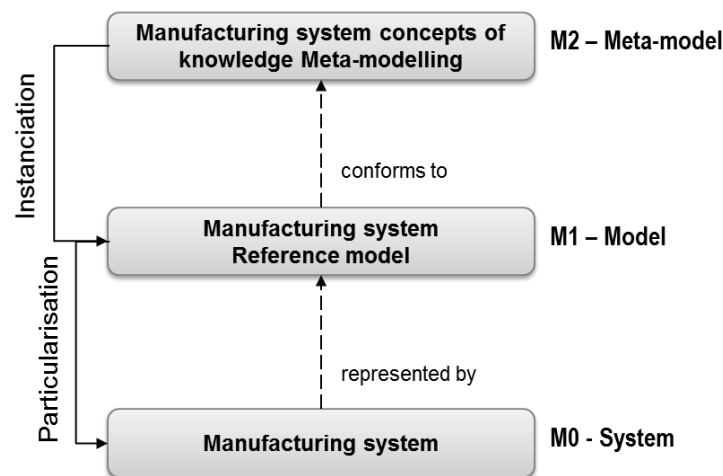 Manufacturing system concepts of
knowledge Meta-modelling
M2 – Meta-model
Instanciation
conforms to
Manufacturing system
Reference model
M1 – Model
Particularisation
represented by
Manufacturing system
M0 - System